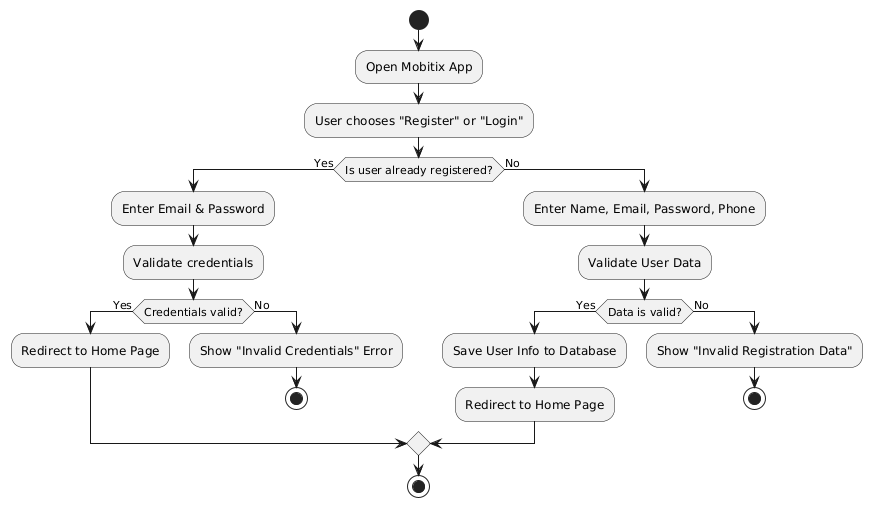 Open Mobitix App
User chooses "Register" or "Login"
Is user already registered?
Yes
No
Enter Email & Password
Validate credentials
Credentials valid?
Yes
No
Redirect to Home Page
Show "Invalid Credentials" Error
Enter Name, Email, Password, Phone
Validate User Data
Data is valid?
Yes
No
Save User Info to Database
Redirect to Home Page
Show "Invalid Registration Data"